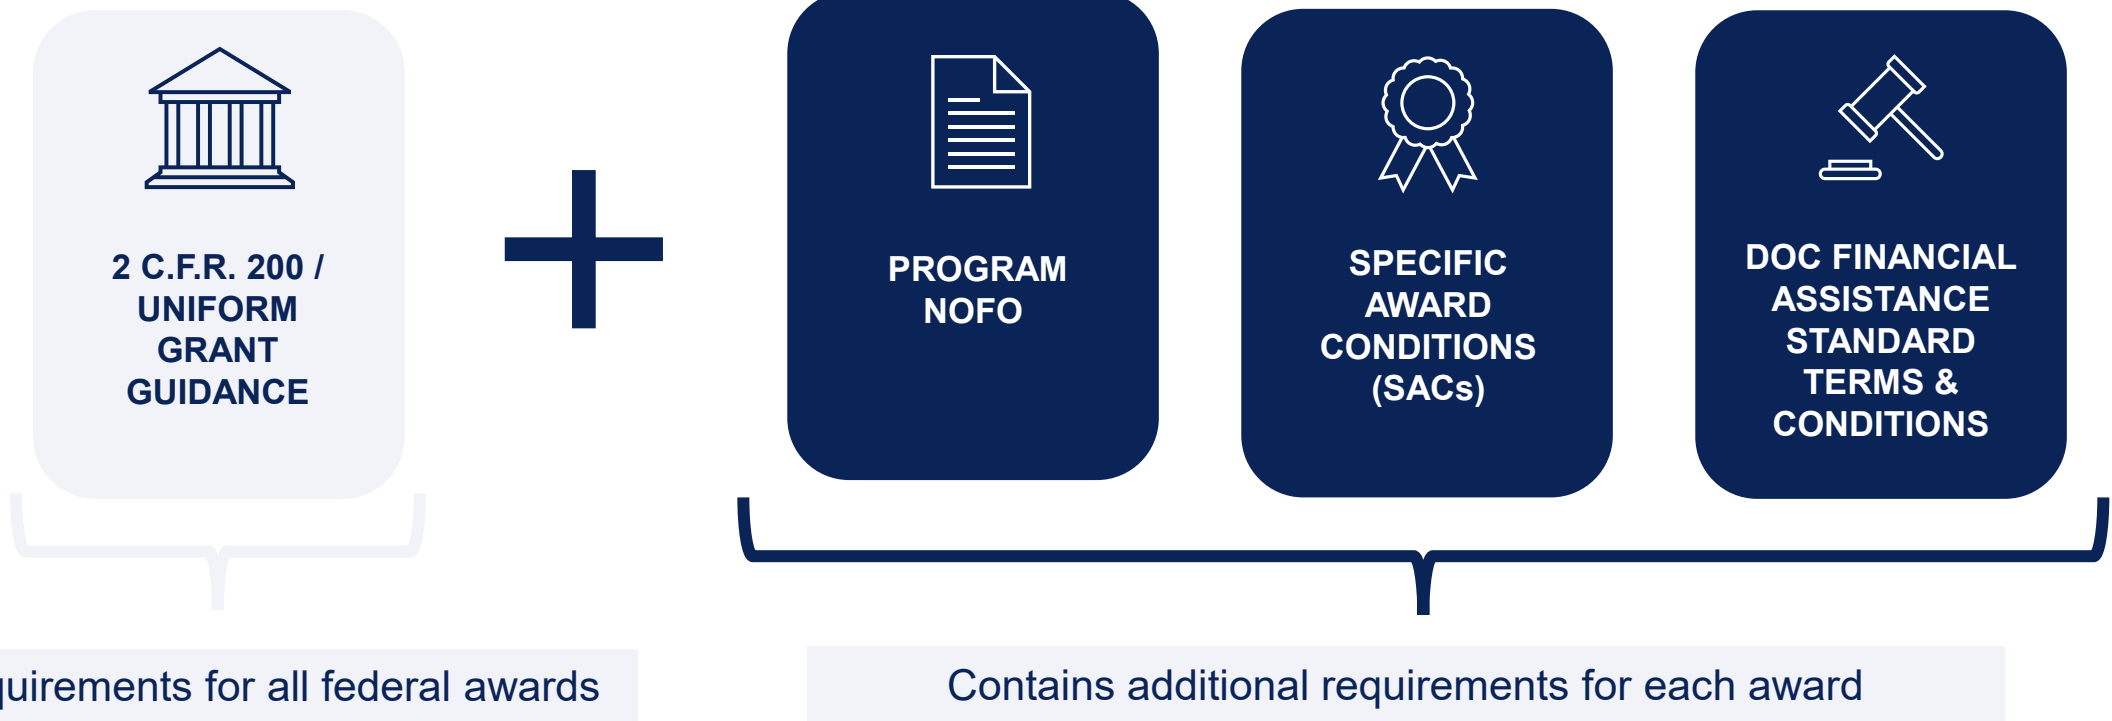 2 C.F.R. 200 /
UNIFORM
GRANT
GUIDANCE
PROGRAM
NOFO
SPECIFIC
AWARD
CONDITIONS
(SACs)
DOC FINANCIAL
ASSISTANCE
STANDARD
TERMS &
CONDITIONS
quirements for all federal awards
Contains additional requirements for each award